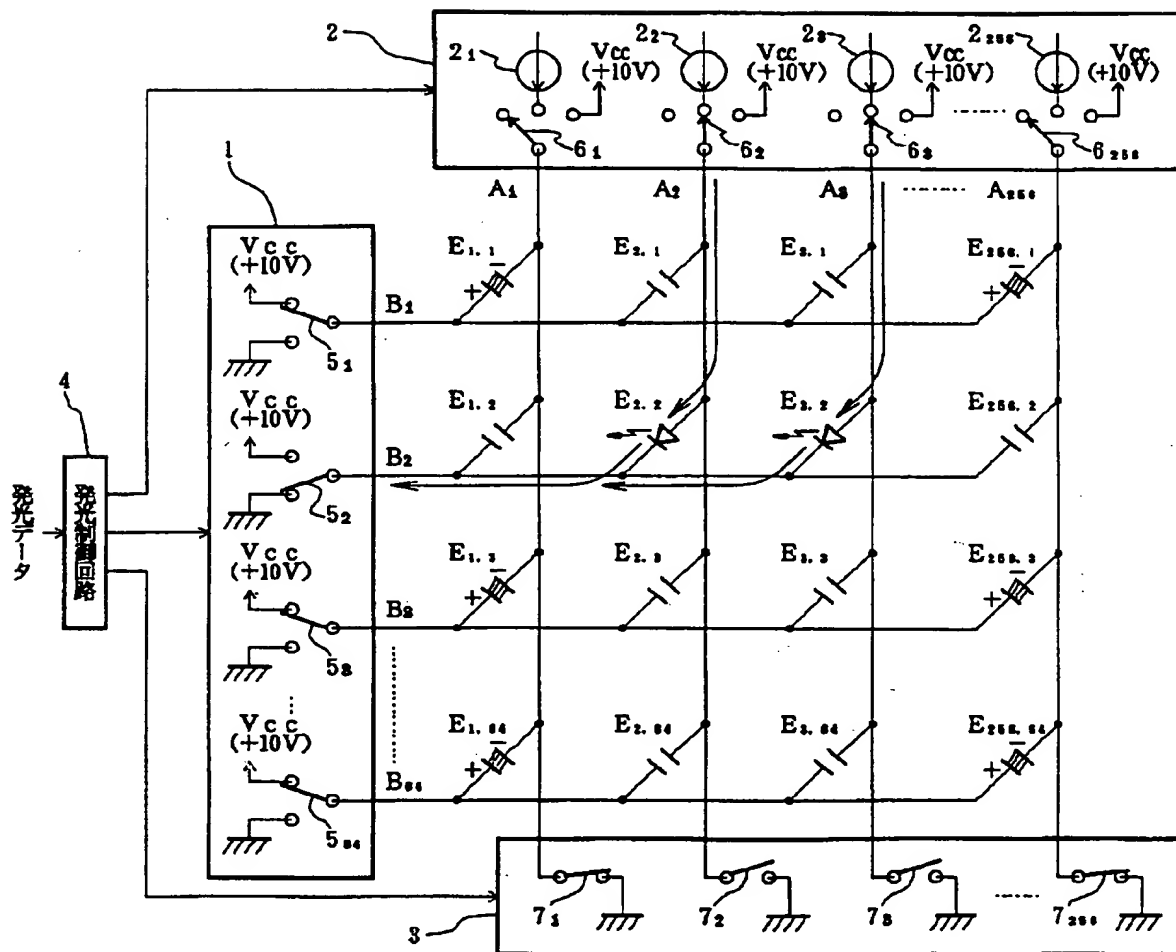 2
2₁
VCC
(+10V)
2₂
VCC
(+10V)
2₃
VCC
(+10V)
2₂₅₆
VCC
(+10V)
6₁
6₂
6₃
6₂₅₆
1
A₁
A₂
A₃
A₂₅₆
Vcc
(+10V)
5₁
B₁
E₁.₁
E₂.₁
E₃.₁
E₂₅₆.₁
+
−
+
−
4
発光データ
発光制御回路
Vcc
(+10V)
5₂
B₂
E₁.₂
E₂.₂
E₃.₂
E₂₅₆.₂
Vcc
(+10V)
5₃
B₃
E₁.₃
E₂.₃
E₃.₃
E₂₅₆.₃
+
−
+
−
Vcc
(+10V)
5₆₄
B₆₄
E₁.₆₄
E₂.₆₄
E₃.₆₄
E₂₅₆.₆₄
+
−
+
−
3
7₁
7₂
7₃
7₂₅₆